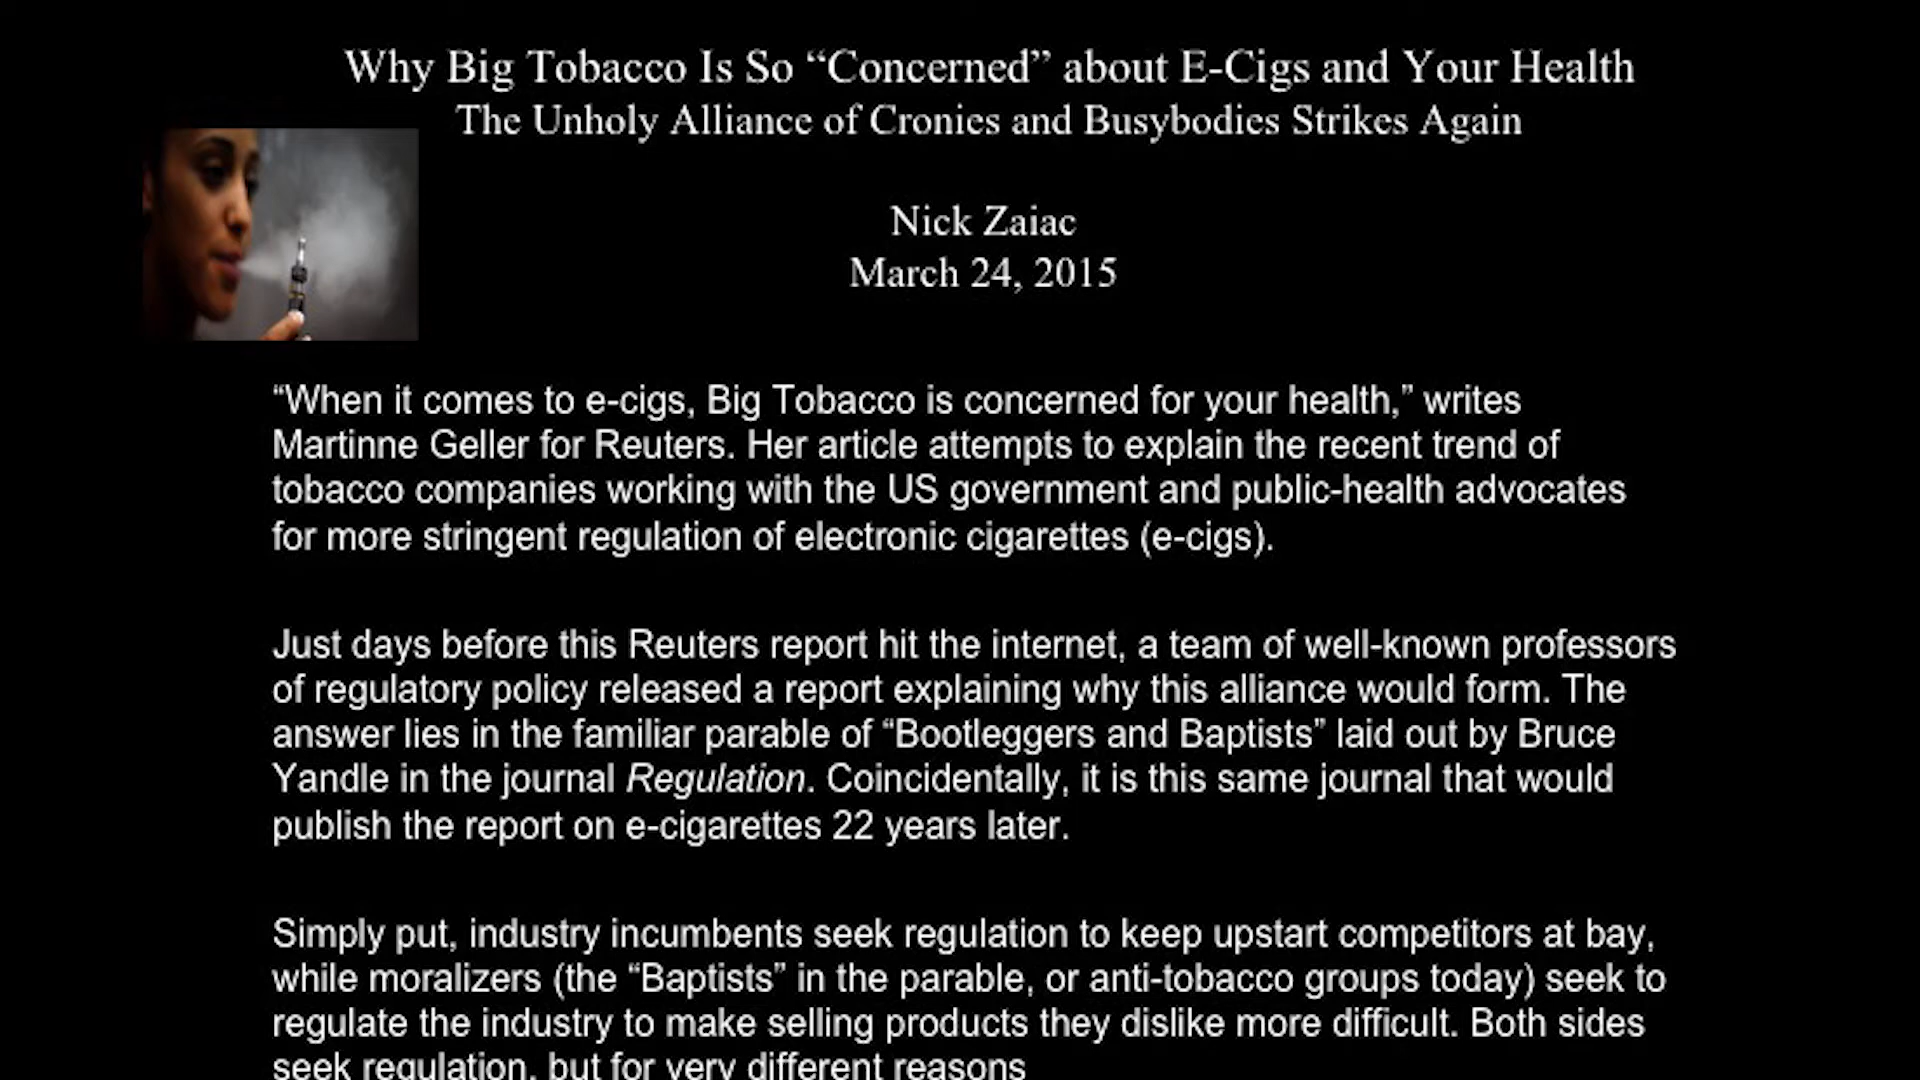 Why Big Tobacco Is So “Concerned” about E-Cigs and Your Health
The Unholy Alliance of Cronies and Busybodies Strikes Again
Nick Zaiac
March 24, 2015
“When it comes to e-cigs, Big Tobacco is concerned for your health,” writes
Martinne Geller for Reuters. Her article attempts to explain the recent trend of
tobacco companies working with the US government and public-health advocates
for more stringent regulation of electronic cigarettes (e-cigs).
Just days before this Reuters report hit the internet, a team of well-known professors
of regulatory policy released a report explaining why this alliance would form. The
answer lies in the familiar parable of “Bootleggers and Baptists” laid out by Bruce
Yandle in the journal Regulation. Coincidentally, it is this same journal that would
publish the report on e-cigarettes 22 years later.
Simply put, industry incumbents seek regulation to keep upstart competitors at bay,
while moralizers (the “Baptists” in the parable, or anti-tobacco groups today) seek to
regulate the industry to make selling products they dislike more difficult. Both sides
seek regulation, but for very different reasons